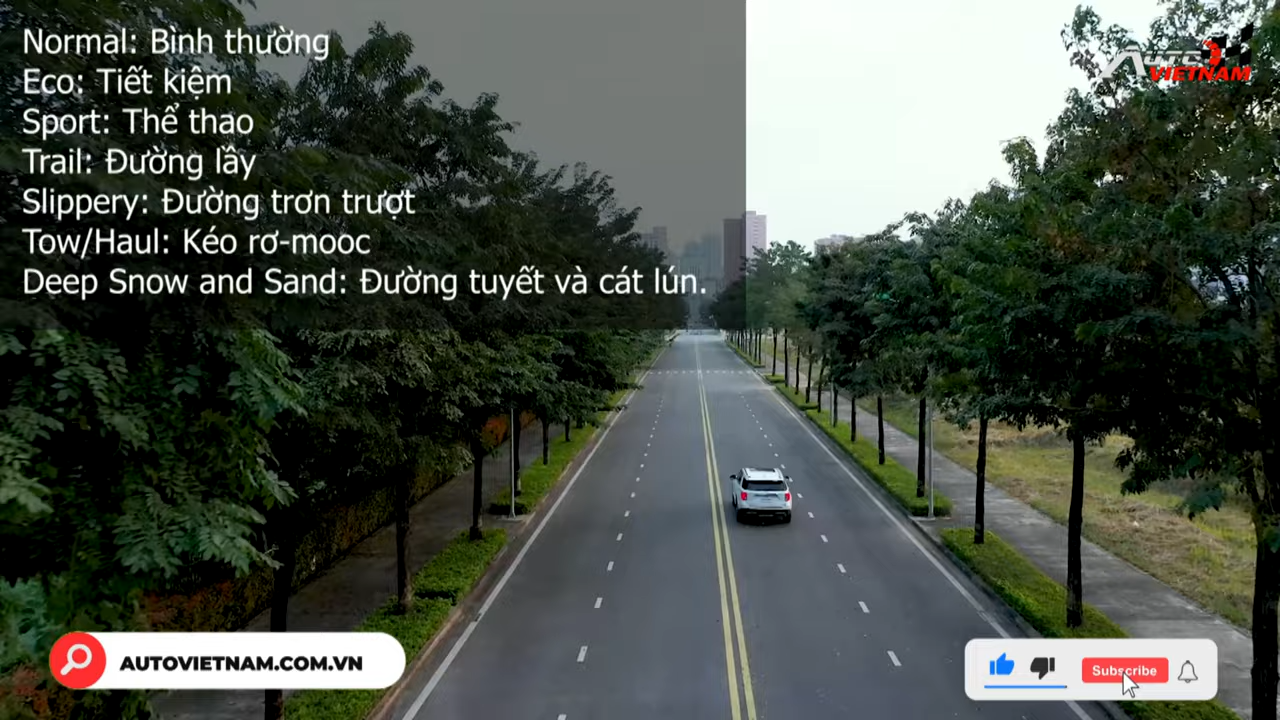 Normal: Bình thường
Eco: Tiết kiệm
Sport: Thể thao
Trail: Đường lầy
Slippery: Đường trơn trượt
Tow/Haul: Kéo rơ-mooc
Deep Snow and Sand: Đường tuyết và cát lún.
AUTO
VIETNAM
AUTOVIETNAM.COM.VN
Subscribe